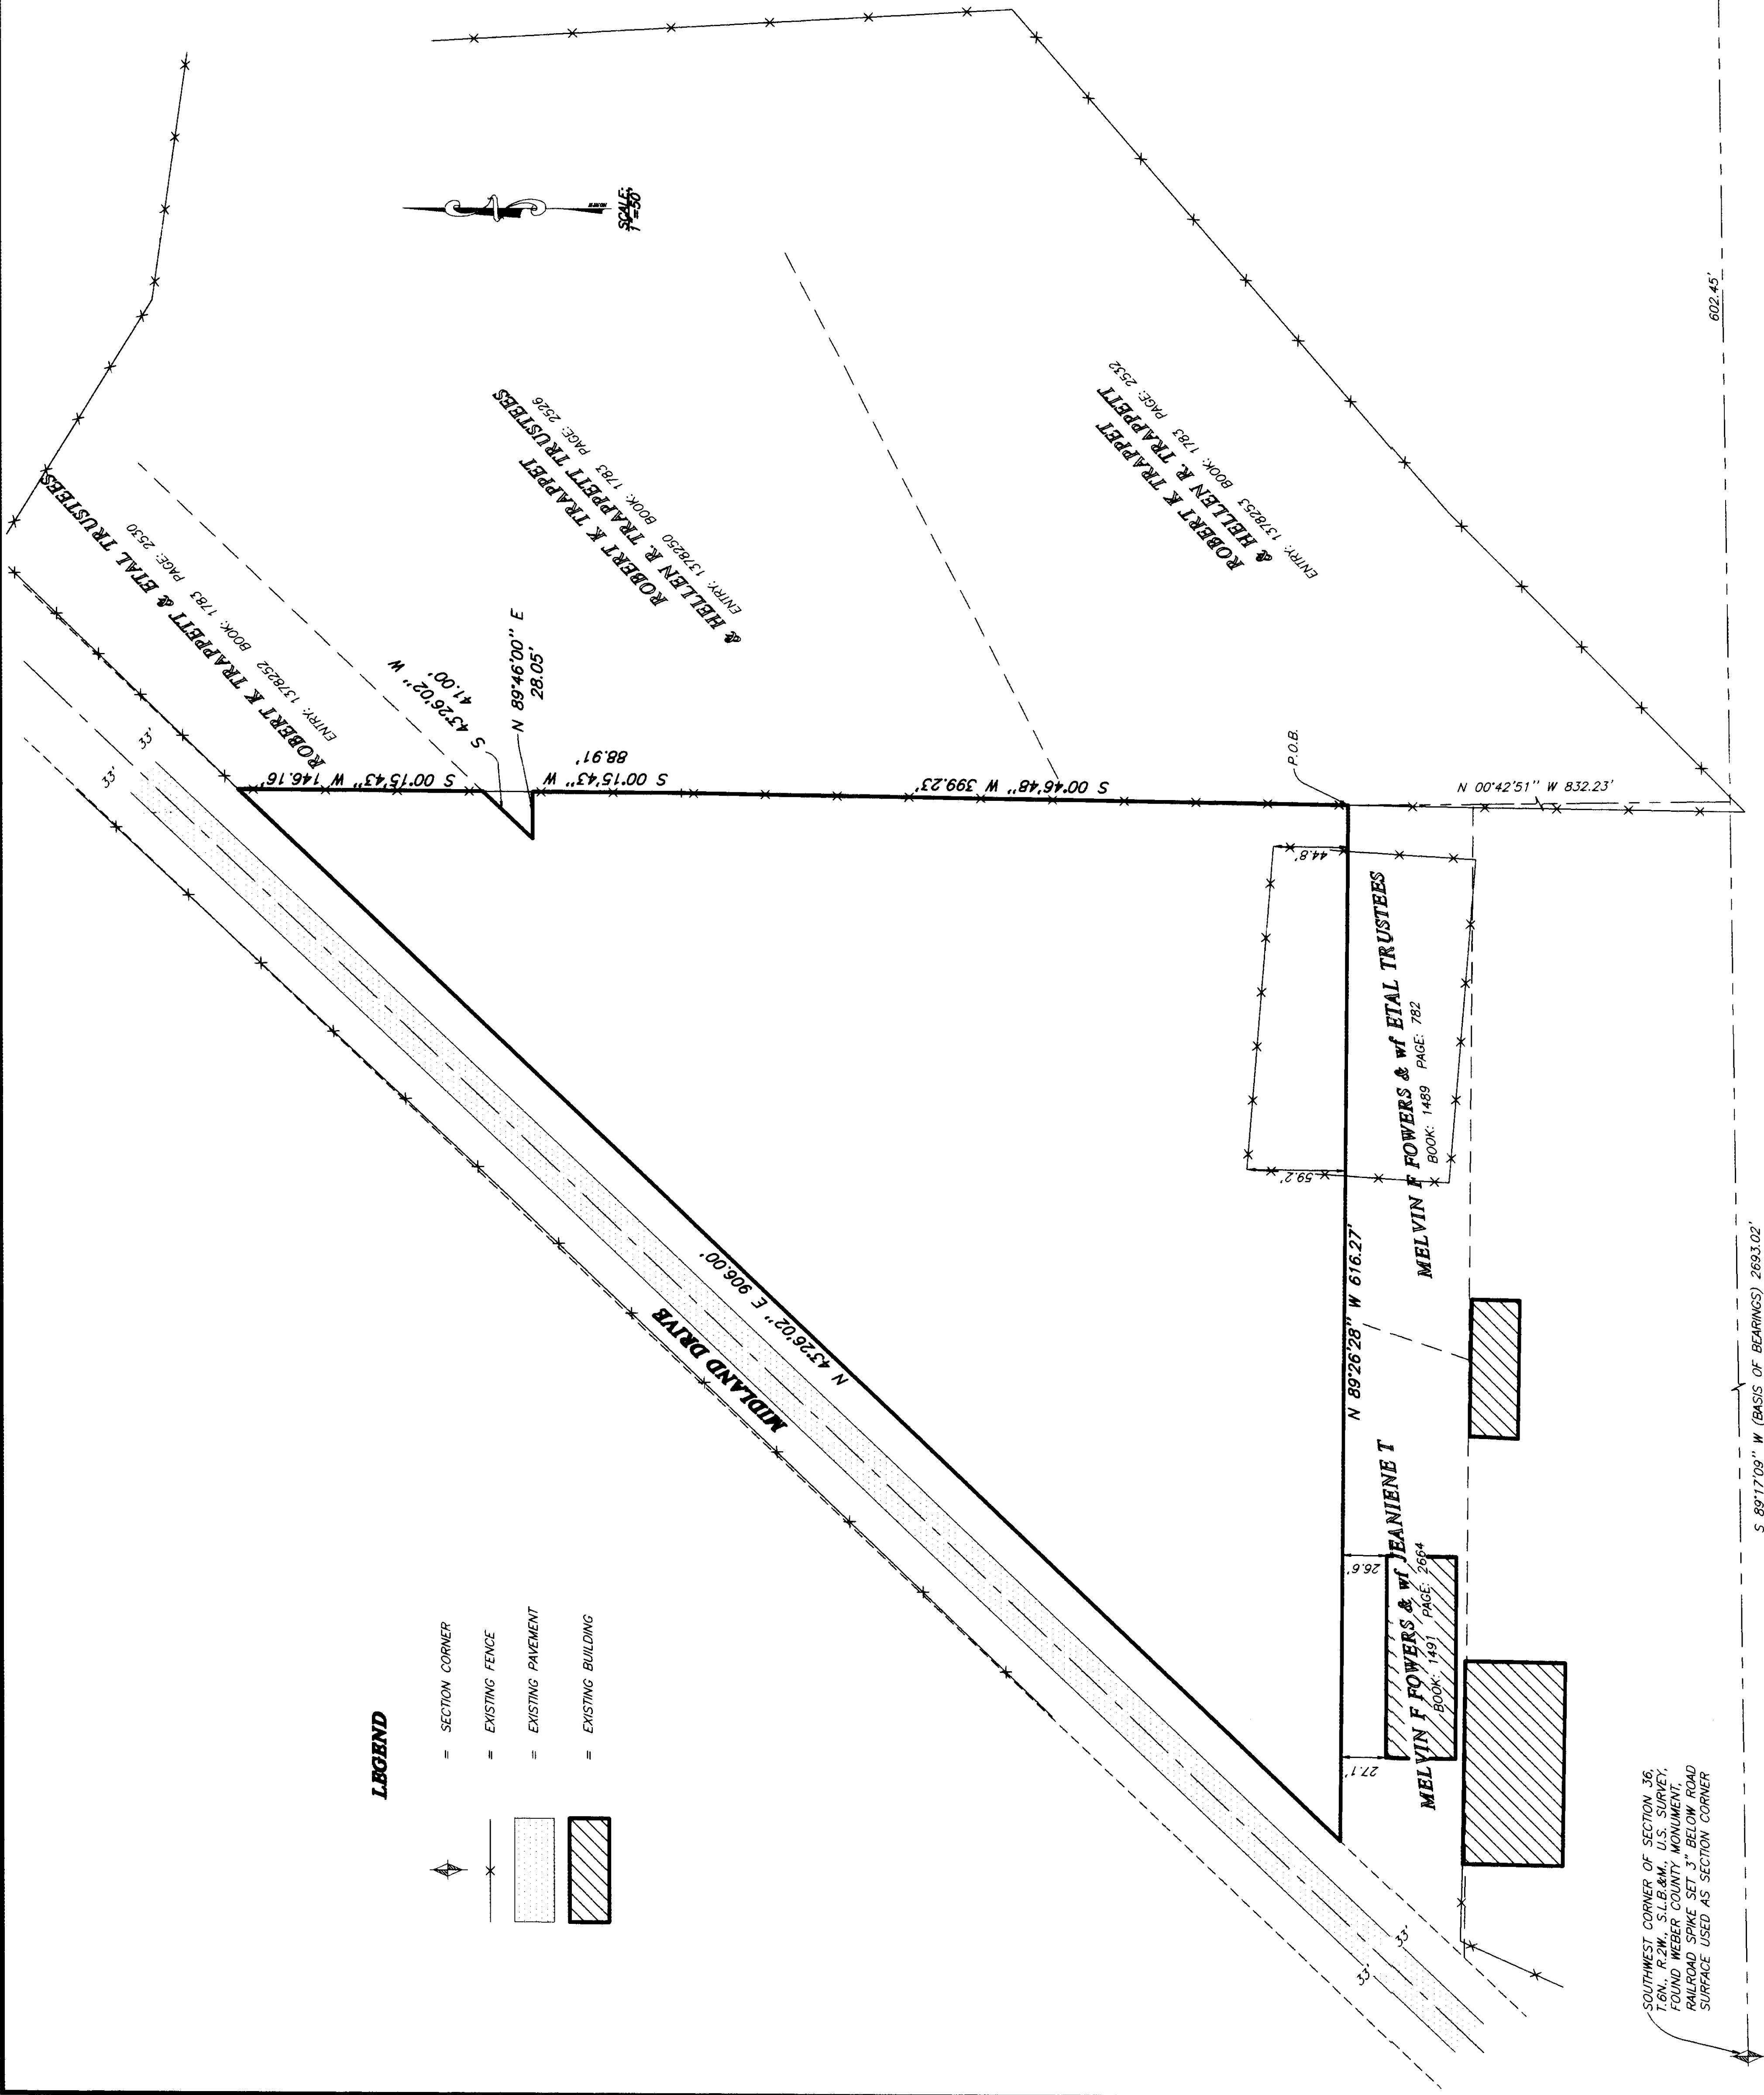 SCALE:
1"=50'
ROBERT K TRAPPETT & ETAL TRUSTEES
ENTRY: 1378252 BOOK: 1783 PAGE: 2530
ROBERT K TRAPPET
& HELLEN R. TRAPPETT TRUSTEES
ENTRY: 1378250 BOOK: 1783 PAGE: 2526
ROBERT K TRAPPET
& HELLEN R. TRAPPETT
ENTRY: 1378253 BOOK: 1783 PAGE: 2532
33'
33'
S 43°26'02" W
41.00'
N 89°46'00" E
28.05'
S 00°15'43" W 146.16'
S 00°15'43" W
88.91'
S 00°46'48" W 399.23'
P.O.B.
N 00°42'51" W 832.23'
602.45'
44.8'
59.2'
MELVIN F FOWERS & wf ETAL TRUSTEES
BOOK: 1489 PAGE: 782
N 43°26'02" E 906.00'
MIDLAND DRIVE
N 89°26'28" W 616.27'
MELVIN F FOWERS & wf JEANIENE T
BOOK: 1491 PAGE: 2664
26.6'
27.1'
33'
33'
LEGEND
= SECTION CORNER
= EXISTING FENCE
= EXISTING PAVEMENT
= EXISTING BUILDING
S 89°17'09" W (BASIS OF BEARINGS) 2693.02'
SOUTHWEST CORNER OF SECTION 36,
T.6N., R.2W., S.L.B.&M., U.S. SURVEY,
FOUND WEBER COUNTY MONUMENT,
RAILROAD SPIKE SET 3" BELOW ROAD
SURFACE USED AS SECTION CORNER